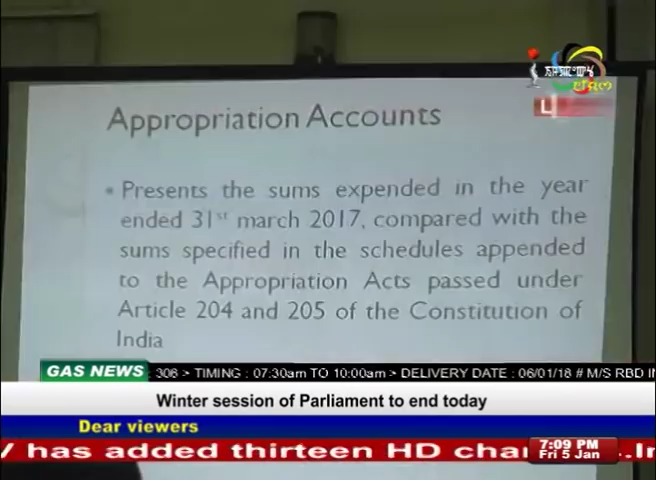 Appropriation Accounts
• Presents the sums expended in the year
ended 31st march 2017, compared with the
sums specified in the schedules appended
to the Appropriation Acts passed under
Article 204 and 205 of the Constitution of
India
GAS NEWS
306 > TIMING : 07:30am TO 10:00am > DELIVERY DATE : 06/01/18 # M/S RBD
Winter session of Parliament to end today
Dear viewers
has added thirteen HD
7:09 PM
Fri 5 Jan